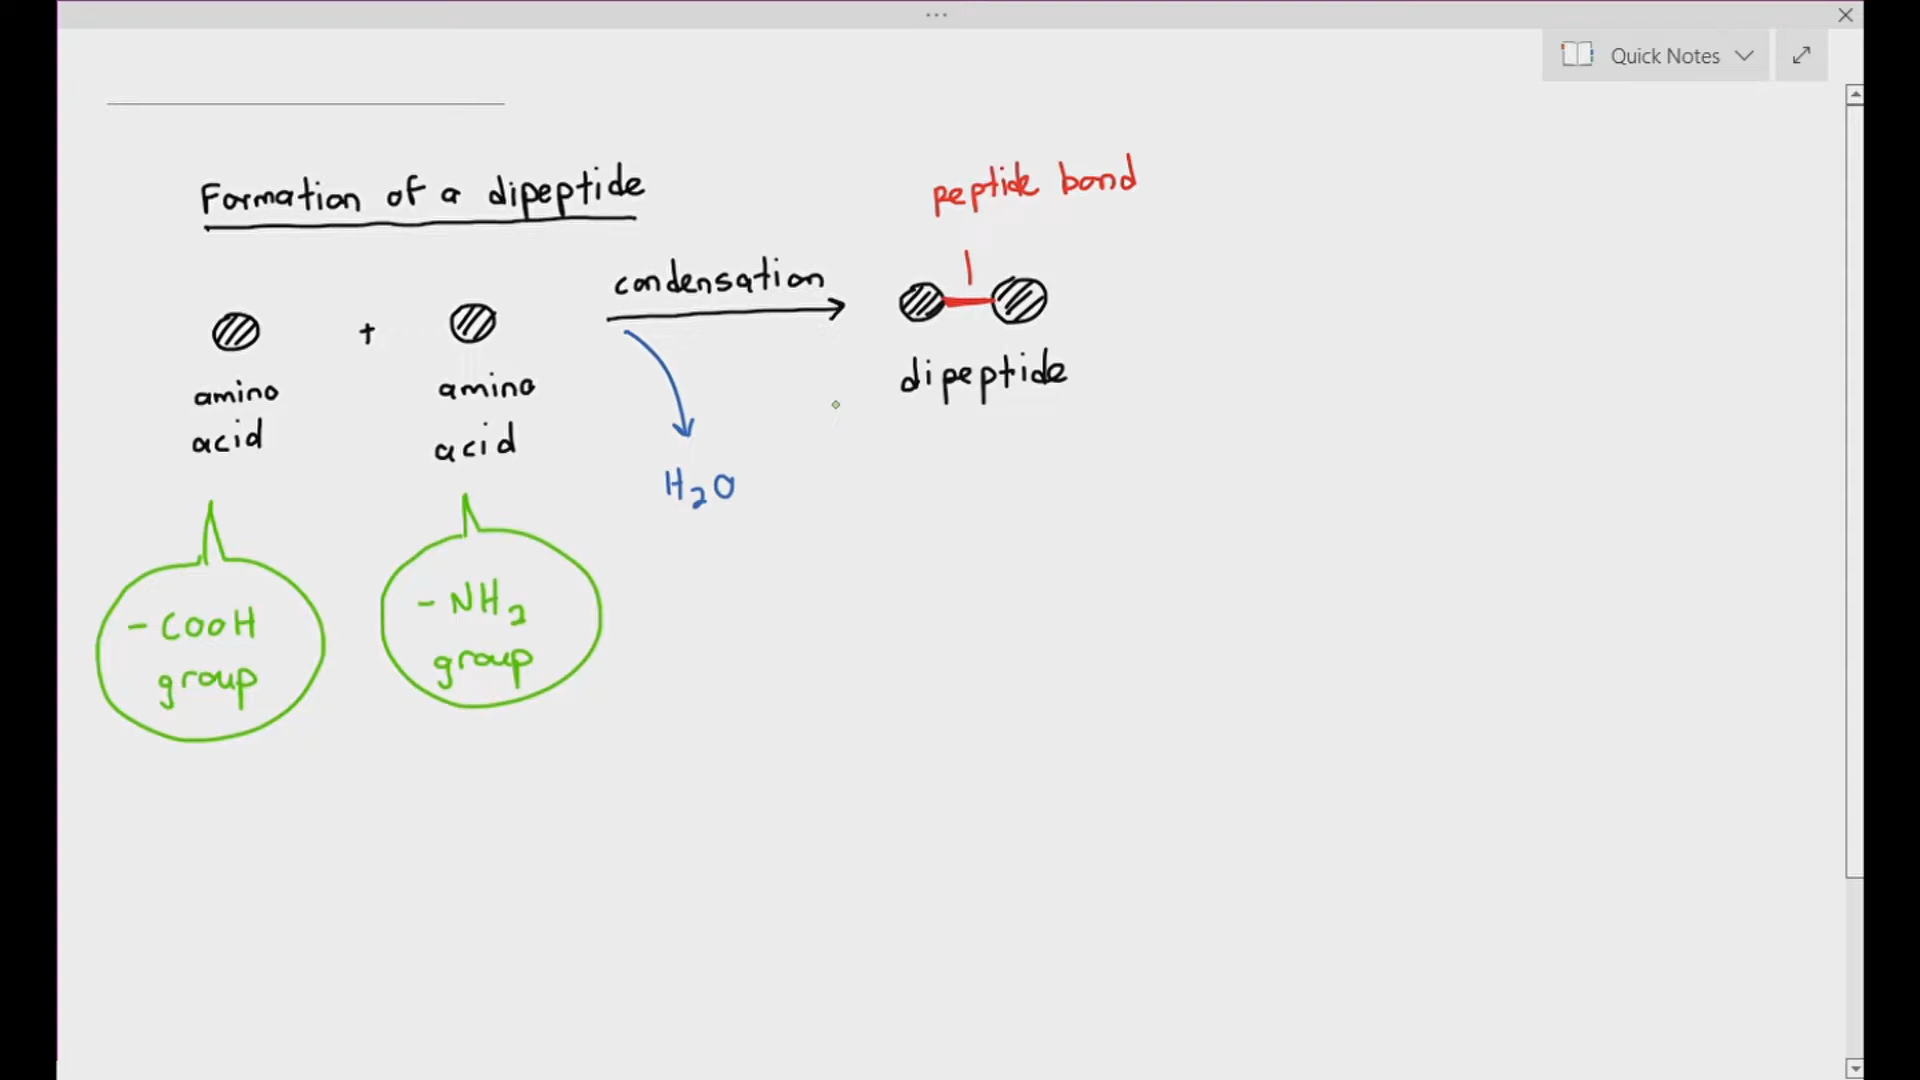 ...
Quick Notes
Formation of a dipeptide
peptide bond
condensation
+
amino
acid
amino
acid
dipeptide
H₂O
- COOH
group
- NH₂
group